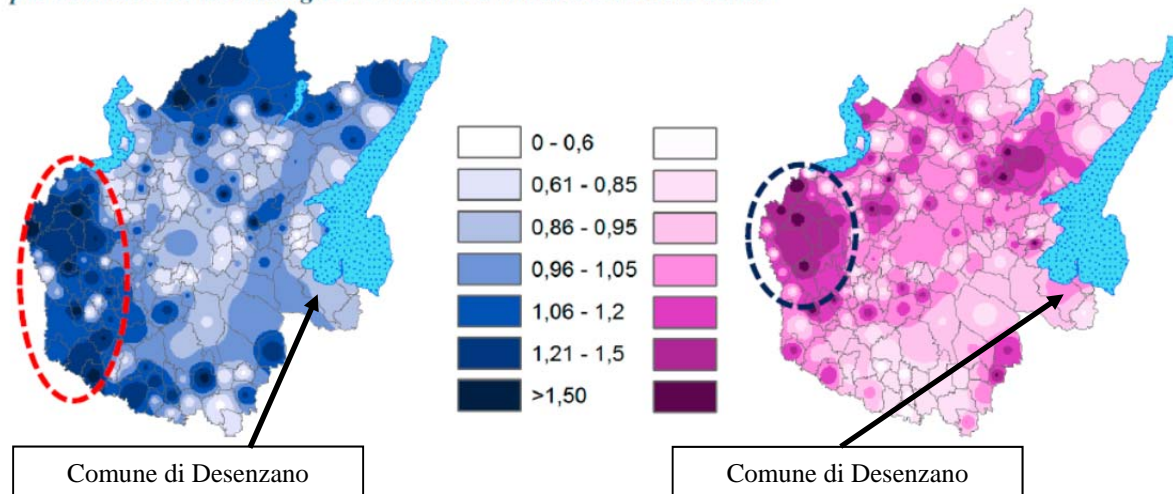 0 - 0,6
0,61 - 0,85
0,86 - 0,95
0,96 - 1,05
1,06 - 1,2
1,21 - 1,5
>1,50
Comune di Desenzano
Comune di Desenzano